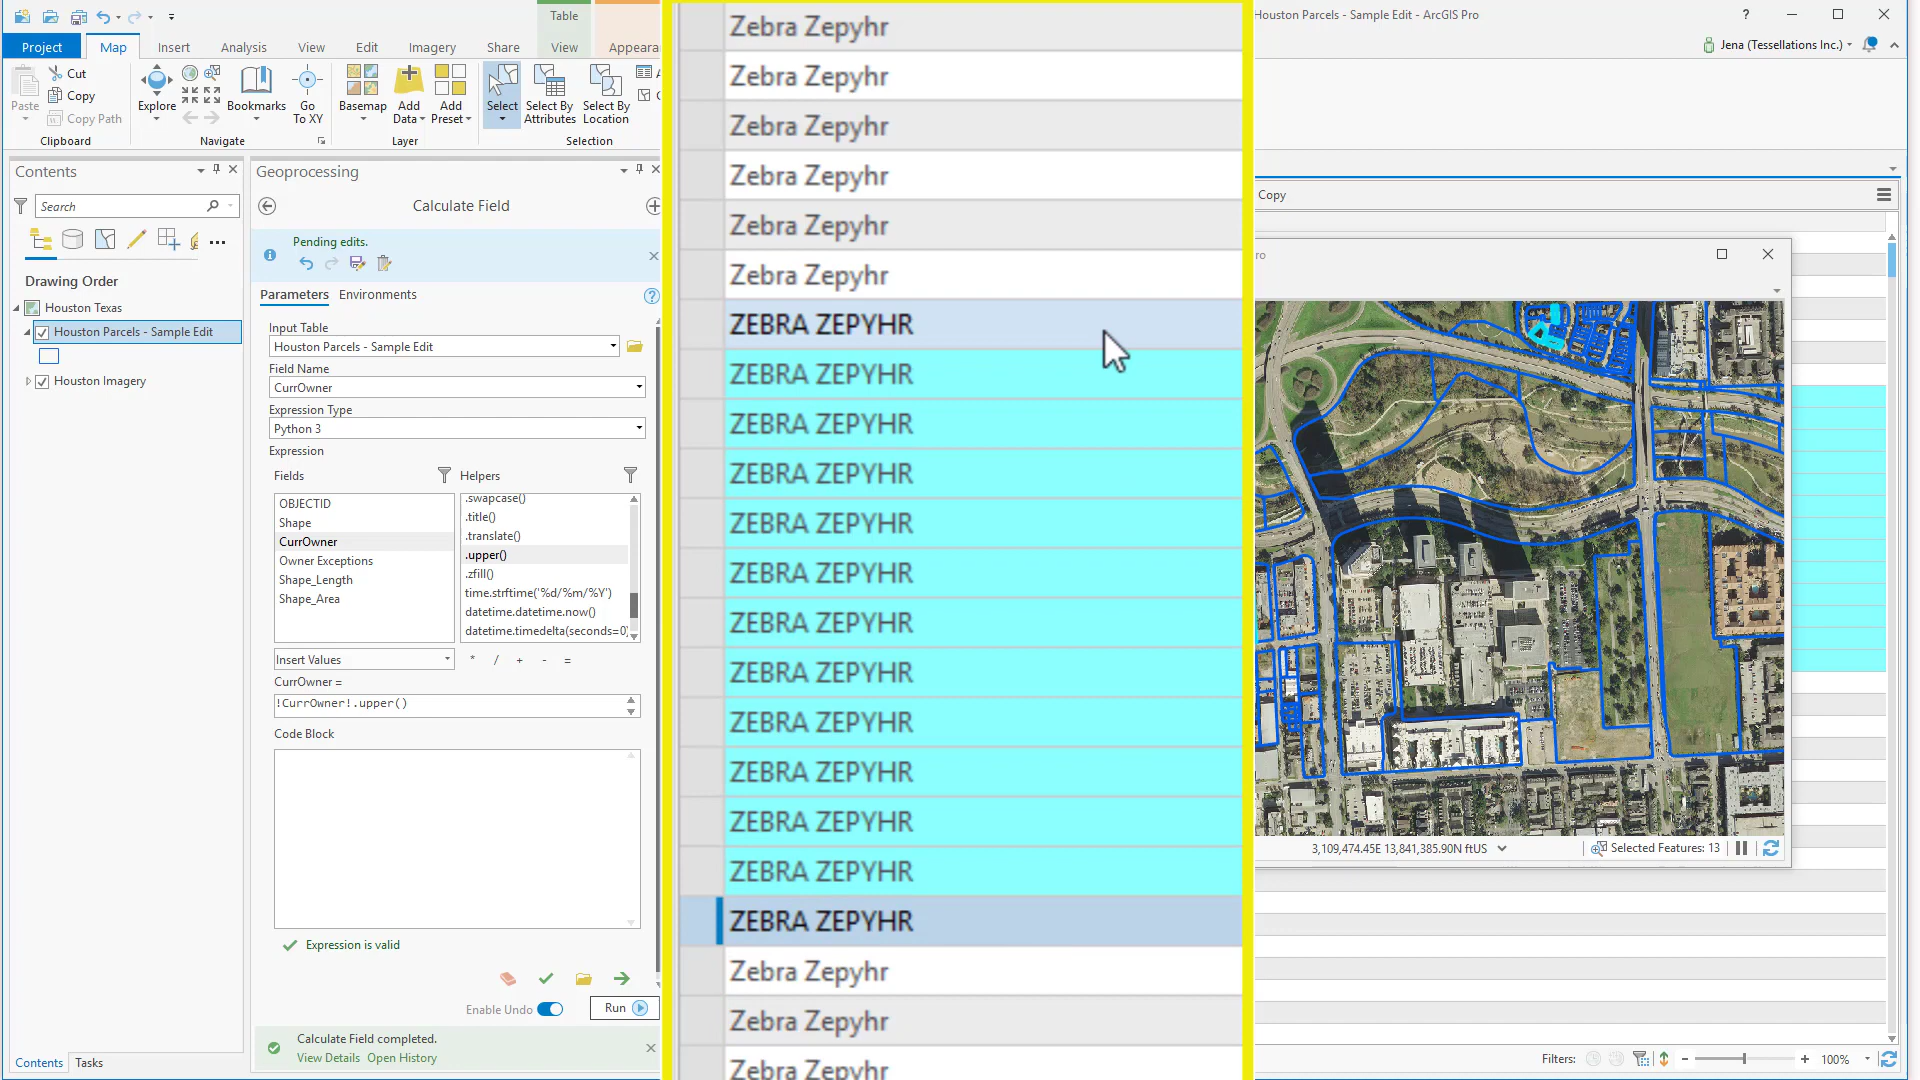 Table
Houston Parcels - Sample Edit - ArcGIS Pro
?
Project
Map
Insert
Analysis
View
Edit
Imagery
Share
View
Appeara
Jena (Tessellations Inc.)
Paste
Cut
Copy
Copy Path
Clipboard
Explore
Bookmarks
Go To XY
Navigate
Basemap
Add Data
Add Preset
Layer
Select
Select By Attributes
Select By Location
Selection
Contents
Search
Drawing Order
Houston Texas
Houston Parcels - Sample Edit
Houston Imagery
Contents
Tasks
Geoprocessing
Calculate Field
Pending edits.
Parameters
Environments
?
Input Table
Houston Parcels - Sample Edit
Field Name
CurrOwner
Expression Type
Python 3
Expression
Fields
Helpers
OBJECTID
Shape
CurrOwner
Owner Exceptions
Shape_Length
Shape_Area
.swapcase()
.title()
.translate()
.upper()
.zfill()
time.strftime('%d/%m/%Y')
datetime.datetime.now()
datetime.timedelta(seconds=0)
Insert Values
* / + - =
CurrOwner =
!CurrOwner!.upper()
Code Block
Expression is valid
Enable Undo
Run
Calculate Field completed.
View Details Open History
Zebra Zepyhr
Zebra Zepyhr
Zebra Zepyhr
Zebra Zepyhr
Zebra Zepyhr
Zebra Zepyhr
ZEBRA ZEPYHR
ZEBRA ZEPYHR
ZEBRA ZEPYHR
ZEBRA ZEPYHR
ZEBRA ZEPYHR
ZEBRA ZEPYHR
ZEBRA ZEPYHR
ZEBRA ZEPYHR
ZEBRA ZEPYHR
ZEBRA ZEPYHR
ZEBRA ZEPYHR
ZEBRA ZEPYHR
ZEBRA ZEPYHR
Zebra Zepyhr
Zebra Zepyhr
Zebra Zepyhr
Copy
ro
3,109,474.45E 13,841,385.90N ftUS
Selected Features: 13
Filters:
- + 100%